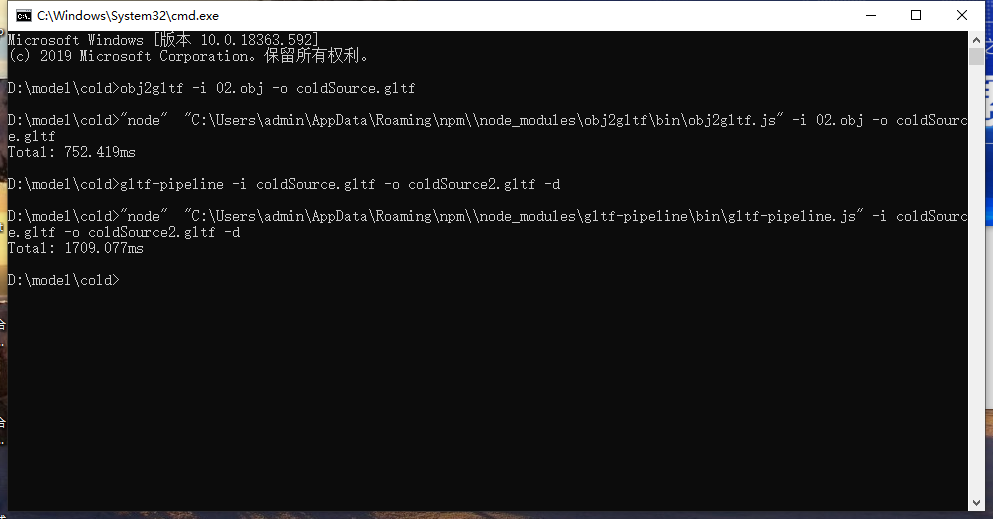 C:\Windows\System32\cmd.exe
Microsoft Windows [版本 10.0.18363.592]
(c) 2019 Microsoft Corporation。保留所有权利。
D:\model\cold>obj2gltf -i 02.obj -o coldSource.gltf
D:\model\cold>"node"  "C:\Users\admin\AppData\Roaming\npm\\node_modules\obj2gltf\bin\obj2gltf.js" -i 02.obj -o coldSourc
e.gltf
Total: 752.419ms
D:\model\cold>gltf-pipeline -i coldSource.gltf -o coldSource2.gltf -d
D:\model\cold>"node"  "C:\Users\admin\AppData\Roaming\npm\\node_modules\gltf-pipeline\bin\gltf-pipeline.js" -i coldSourc
e.gltf -o coldSource2.gltf -d
Total: 1709.077ms
D:\model\cold>